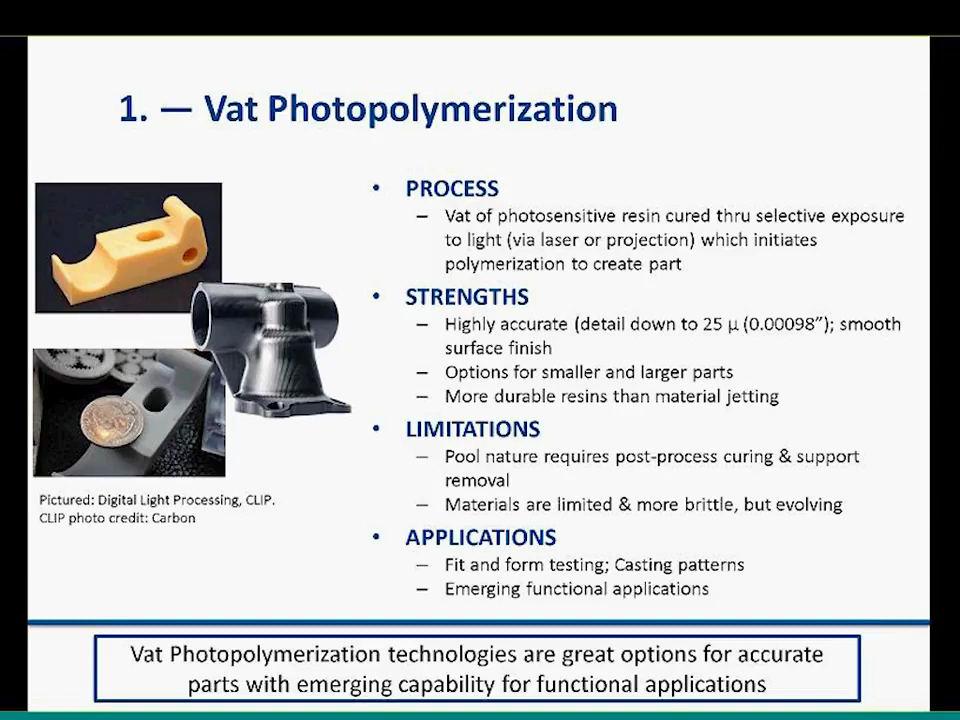 1. — Vat Photopolymerization
• PROCESS
– Vat of photosensitive resin cured thru selective exposure
to light (via laser or projection) which initiates
polymerization to create part
• STRENGTHS
– Highly accurate (detail down to 25 µ (0.00098”); smooth
surface finish
– Options for smaller and larger parts
– More durable resins than material jetting
• LIMITATIONS
– Pool nature requires post-process curing & support
removal
– Materials are limited & more brittle, but evolving
• APPLICATIONS
– Fit and form testing; Casting patterns
– Emerging functional applications
Pictured: Digital Light Processing, CLIP.
CLIP photo credit: Carbon
Vat Photopolymerization technologies are great options for accurate
parts with emerging capability for functional applications